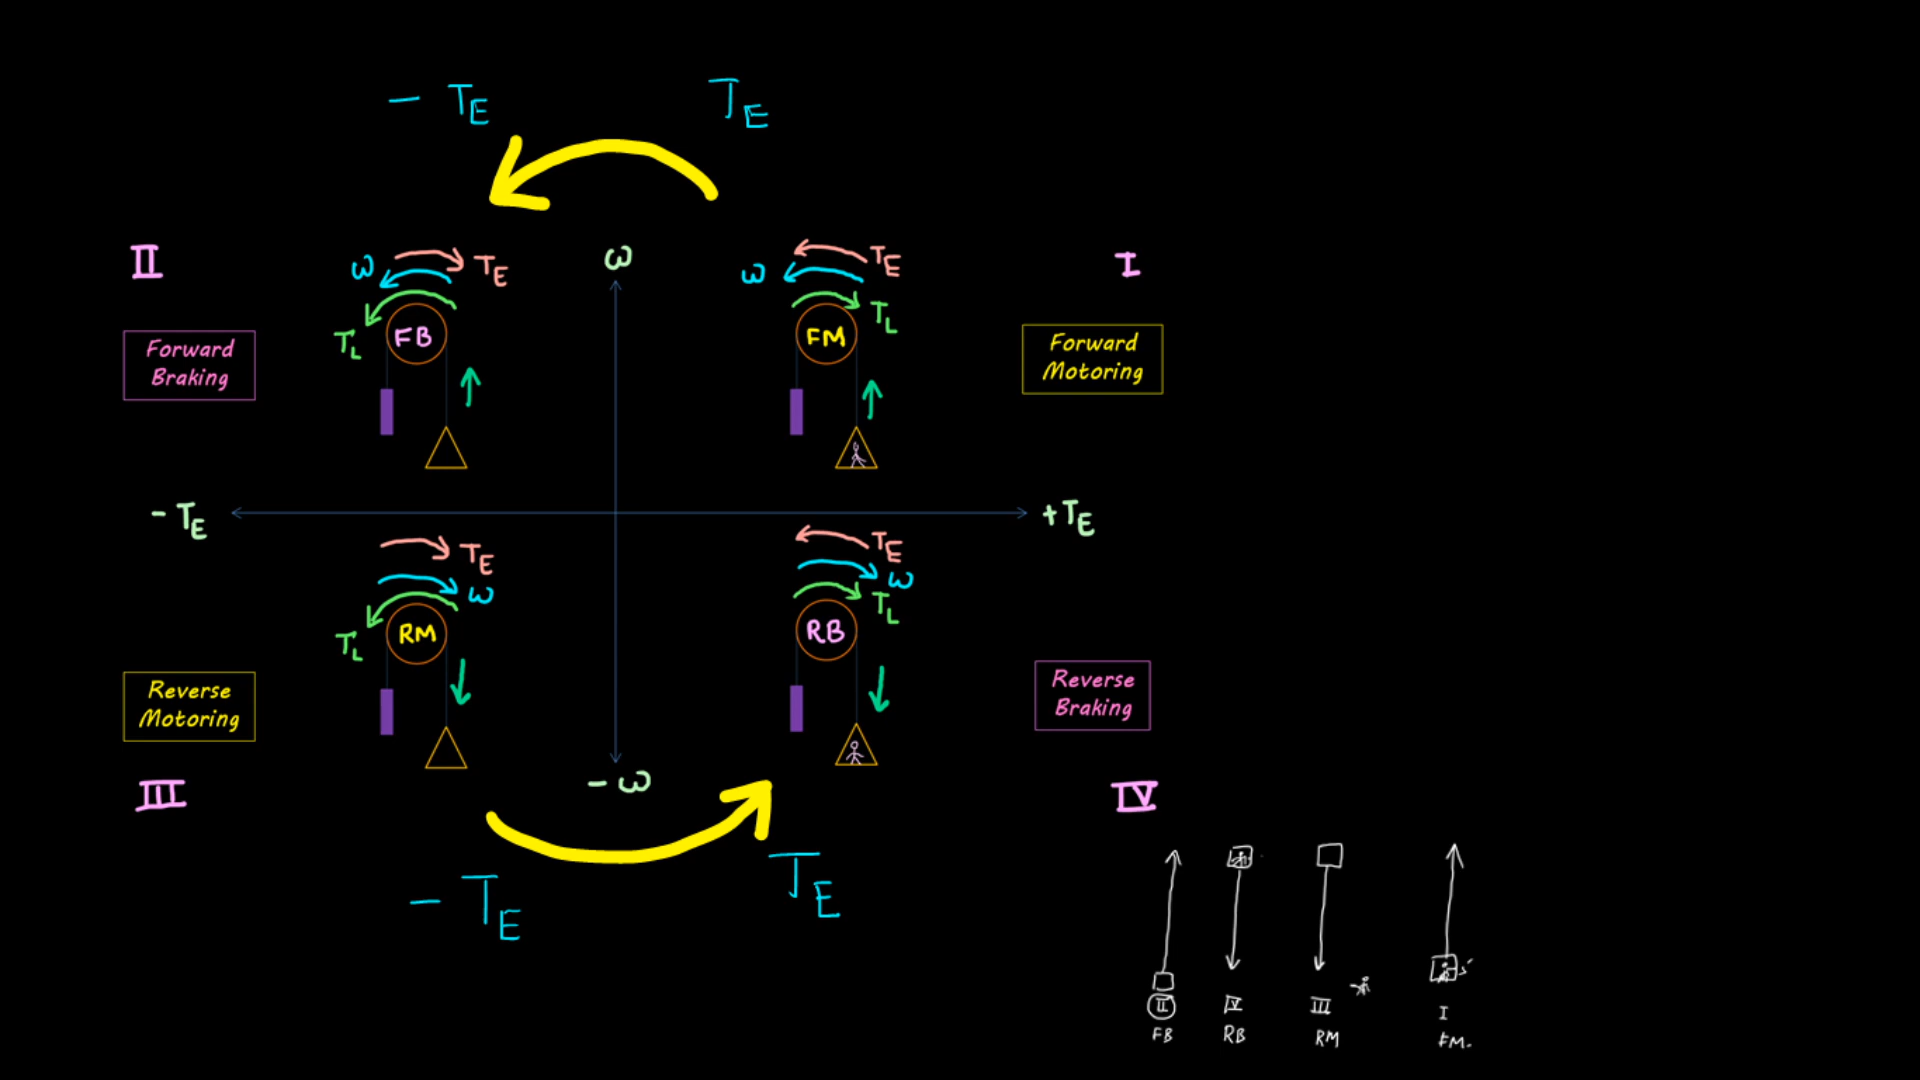 - TE
TE
II
ω
TE
TL
FB
Forward
Braking
ω
ω
TE
TL
FM
I
Forward
Motoring
- TE
+TE
TE
ω
TL
RM
Reverse
Motoring
III
TE
ω
TL
RB
Reverse
Braking
IV
- ω
- TE
TE
II
FB
IV
RB
III
RM
I
FM.